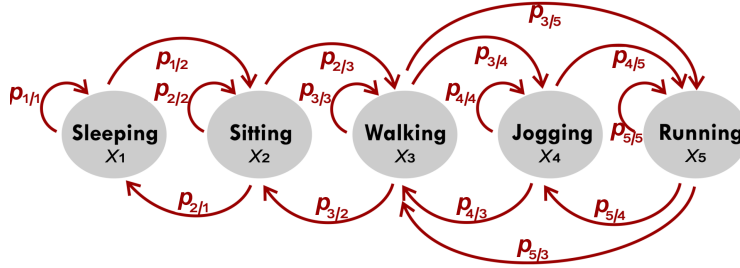 p3/5
p1/2
p2/3
p3/4
p4/5
p1/1
p2/2
p3/3
p4/4
p5/5
Sleeping
X1
Sitting
X2
Walking
X3
Jogging
X4
Running
X5
p2/1
p3/2
p4/3
p5/4
p5/3